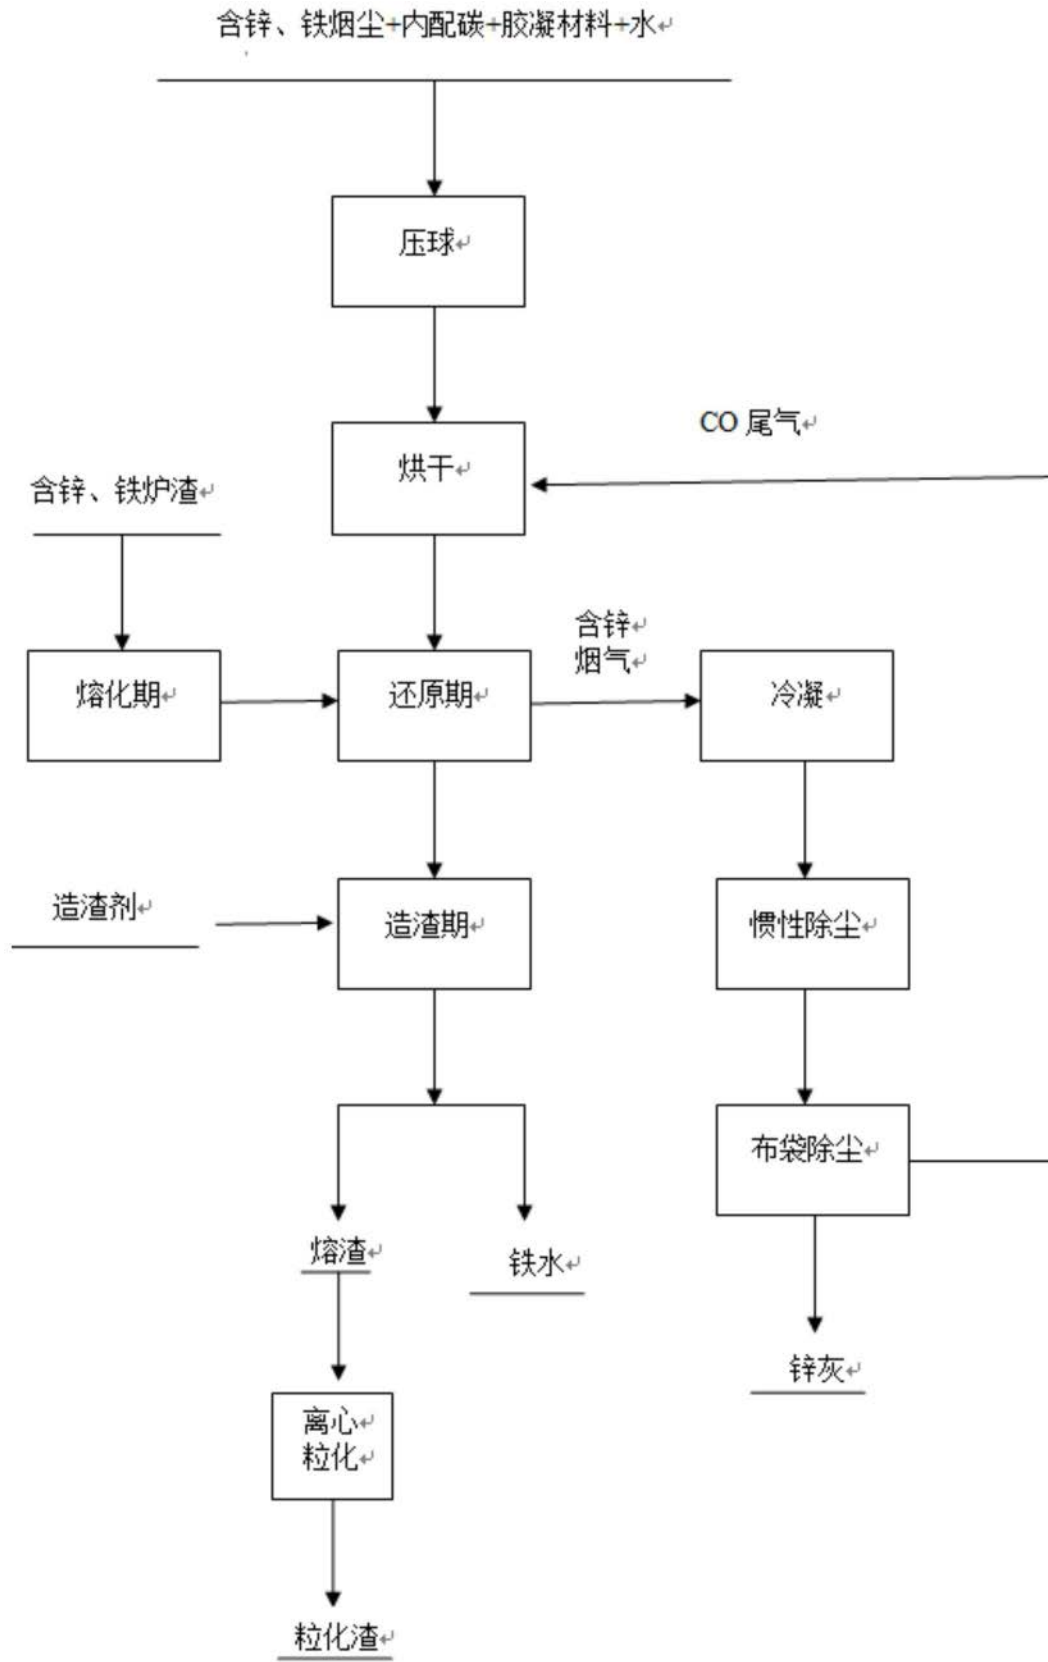 含锌、铁烟尘+内配碳+胶凝材料+水↵
压球↵
CO 尾气↵
烘干↵
含锌、铁炉渣↵
含锌↵
烟气↵
熔化期↵
还原期↵
冷凝↵
造渣剂↵
造渣期↵
惯性除尘↵
布袋除尘↵
熔渣↵
铁水↵
锌灰↵
离心↵
粒化↵
粒化渣↵